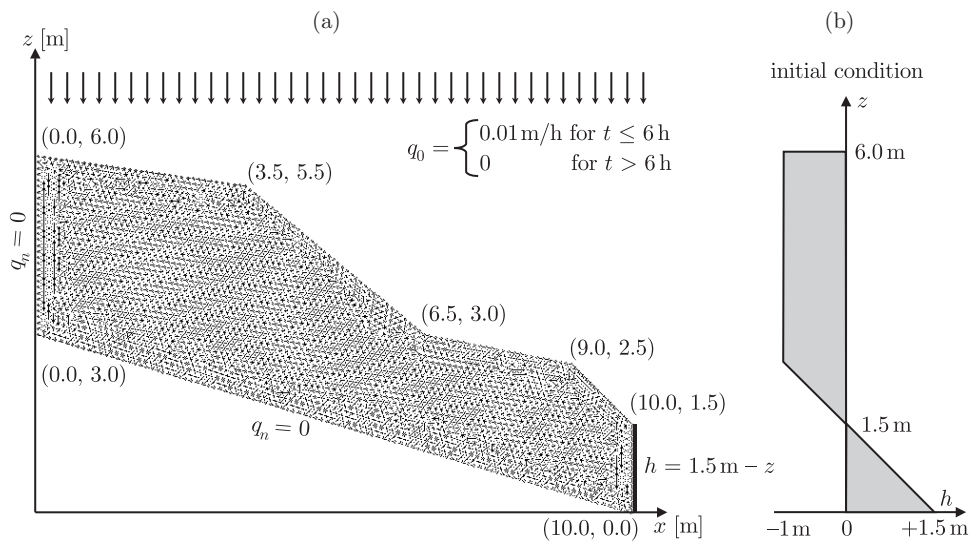 (a)
(b)
z [m]
initial condition
z
q₀ = { 0.01 m/h for t ≤ 6 h
0 for t > 6 h
(0.0, 6.0)
6.0 m
(3.5, 5.5)
qₙ = 0
(6.5, 3.0)
(9.0, 2.5)
(0.0, 3.0)
(10.0, 1.5)
1.5 m
qₙ = 0
h = 1.5 m − z
h
(10.0, 0.0)
x [m]
−1 m
0
+1.5 m